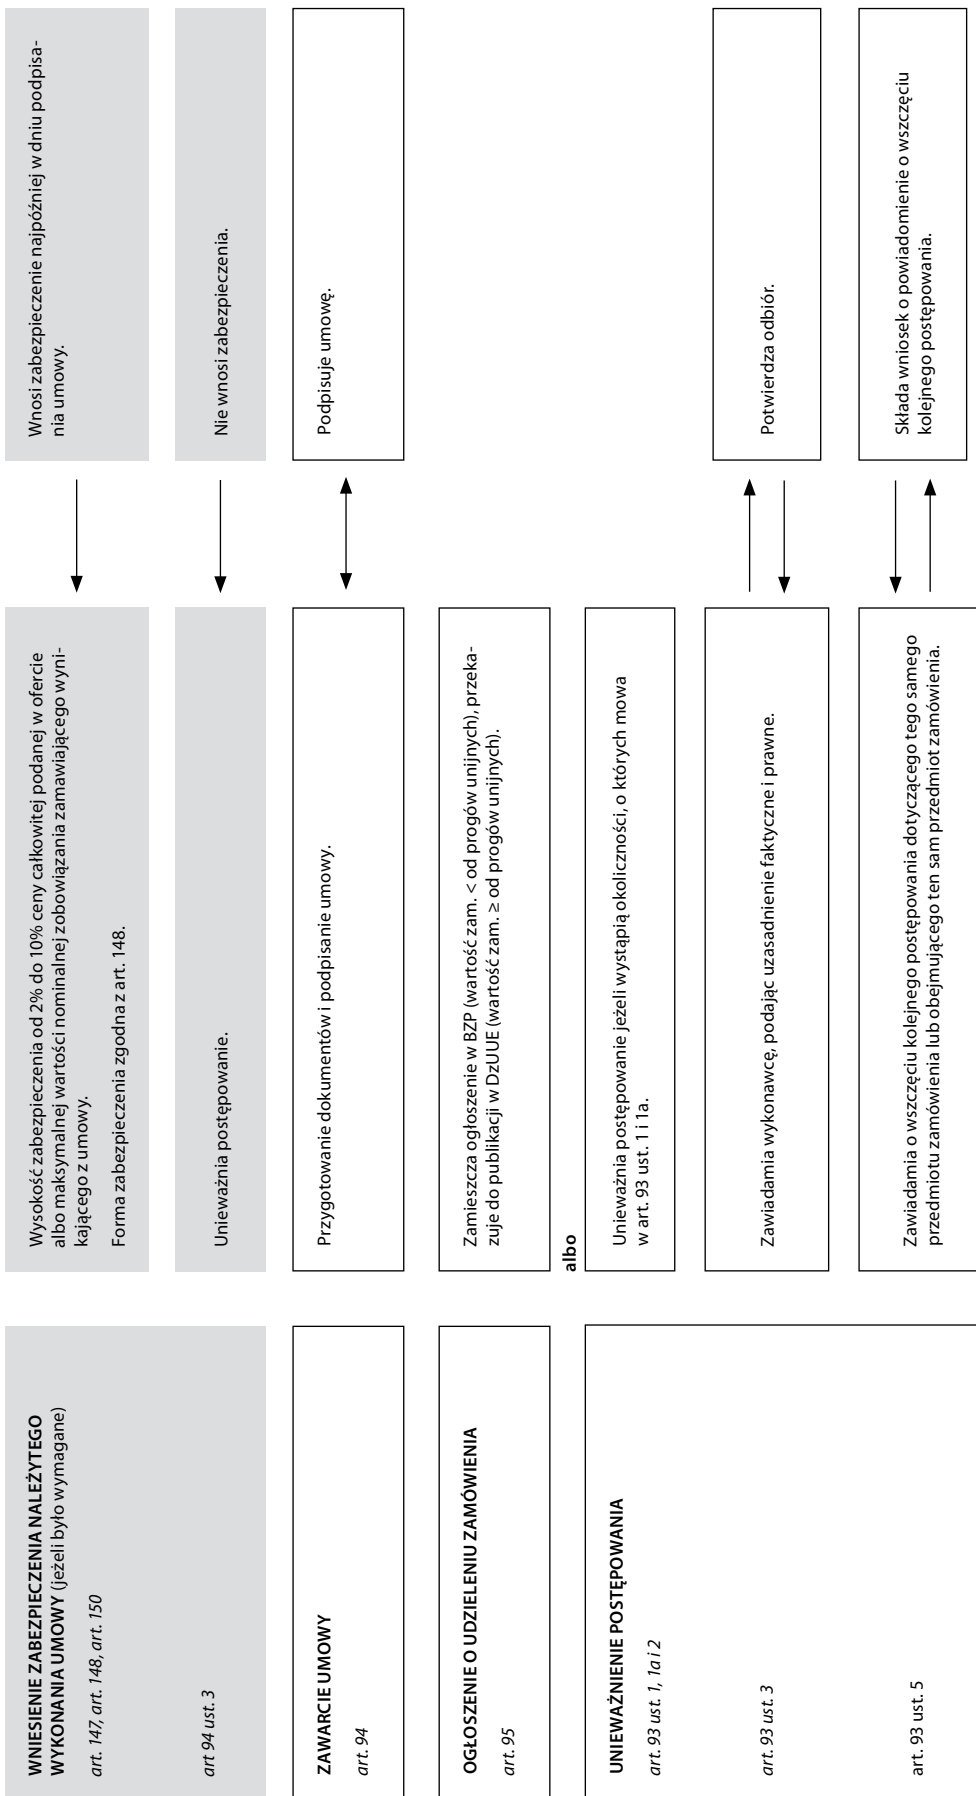 WNIESIENIE ZABEZPIECZENIA NALEŻYTEGO
WYKONANIA UMOWY (jeżeli było wymagane)
art. 147, art. 148, art. 150
Wysokość zabezpieczenia od 2% do 10% ceny całkowitej podanej w ofercie
albo maksymalnej wartości nominalnej zobowiązania zamawiającego wyni-
kającego z umowy.
Forma zabezpieczenia zgodna z art. 148.
Wnosi zabezpieczenie najpóźniej w dniu podpisa-
nia umowy.
art 94 ust. 3
Unieważnia postępowanie.
Nie wnosi zabezpieczenia.
ZAWARCIE UMOWY
art. 94
Przygotowanie dokumentów i podpisanie umowy.
Podpisuje umowę.
OGŁOSZENIE O UDZIELENIU ZAMÓWIENIA
art. 95
Zamieszcza ogłoszenie w BZP (wartość zam. < od progów unijnych), przeka-
zuje do publikacji w DzUUE (wartość zam. ≥ od progów unijnych).
albo
UNIEWAŻNIENIE POSTĘPOWANIA
art. 93 ust. 1, 1a i 2
Unieważnia postępowanie jeżeli wystąpią okoliczności, o których mowa
w art. 93 ust. 1 i 1a.
art. 93 ust. 3
Zawiadamia wykonawcę, podając uzasadnienie faktyczne i prawne.
Potwierdza odbiór.
art. 93 ust. 5
Zawiadamia o wszczęciu kolejnego postępowania dotyczącego tego samego
przedmiotu zamówienia lub obejmującego ten sam przedmiot zamówienia.
Składa wniosek o powiadomienie o wszczęciu
kolejnego postępowania.